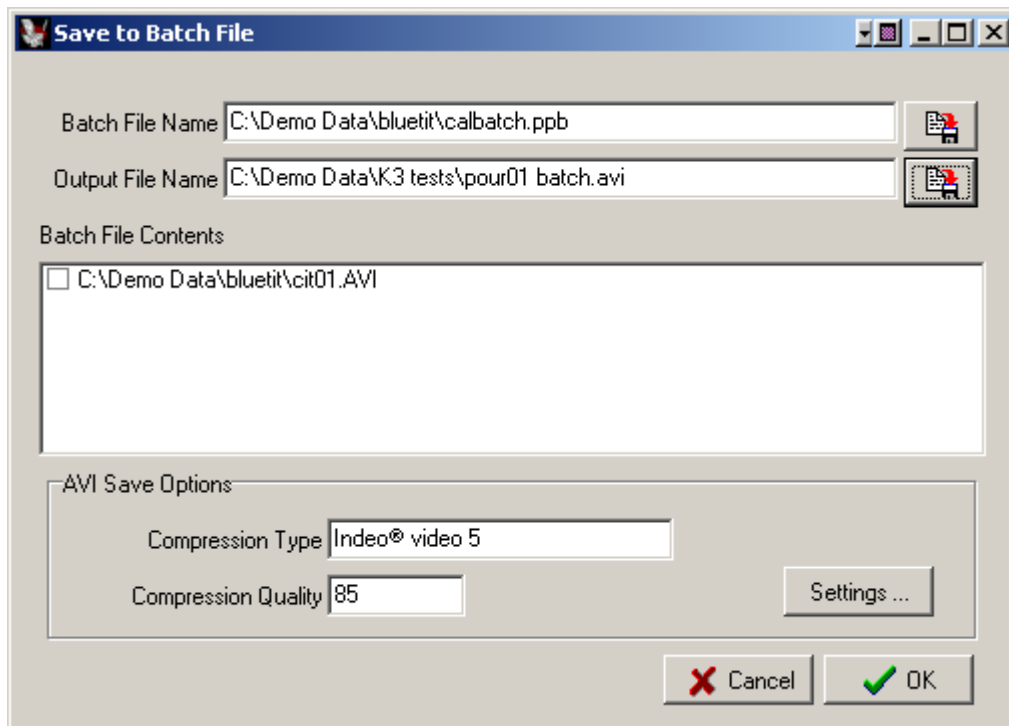 Save to Batch File
Batch File Name C:\Demo Data\bluetit\calbatch.ppb
Output File Name C:\Demo Data\K3 tests\pour01 batch.avi
Batch File Contents
C:\Demo Data\bluetit\cit01.AVI
AVI Save Options
Compression Type Indeo® video 5
Compression Quality 85
Settings ...
Cancel OK